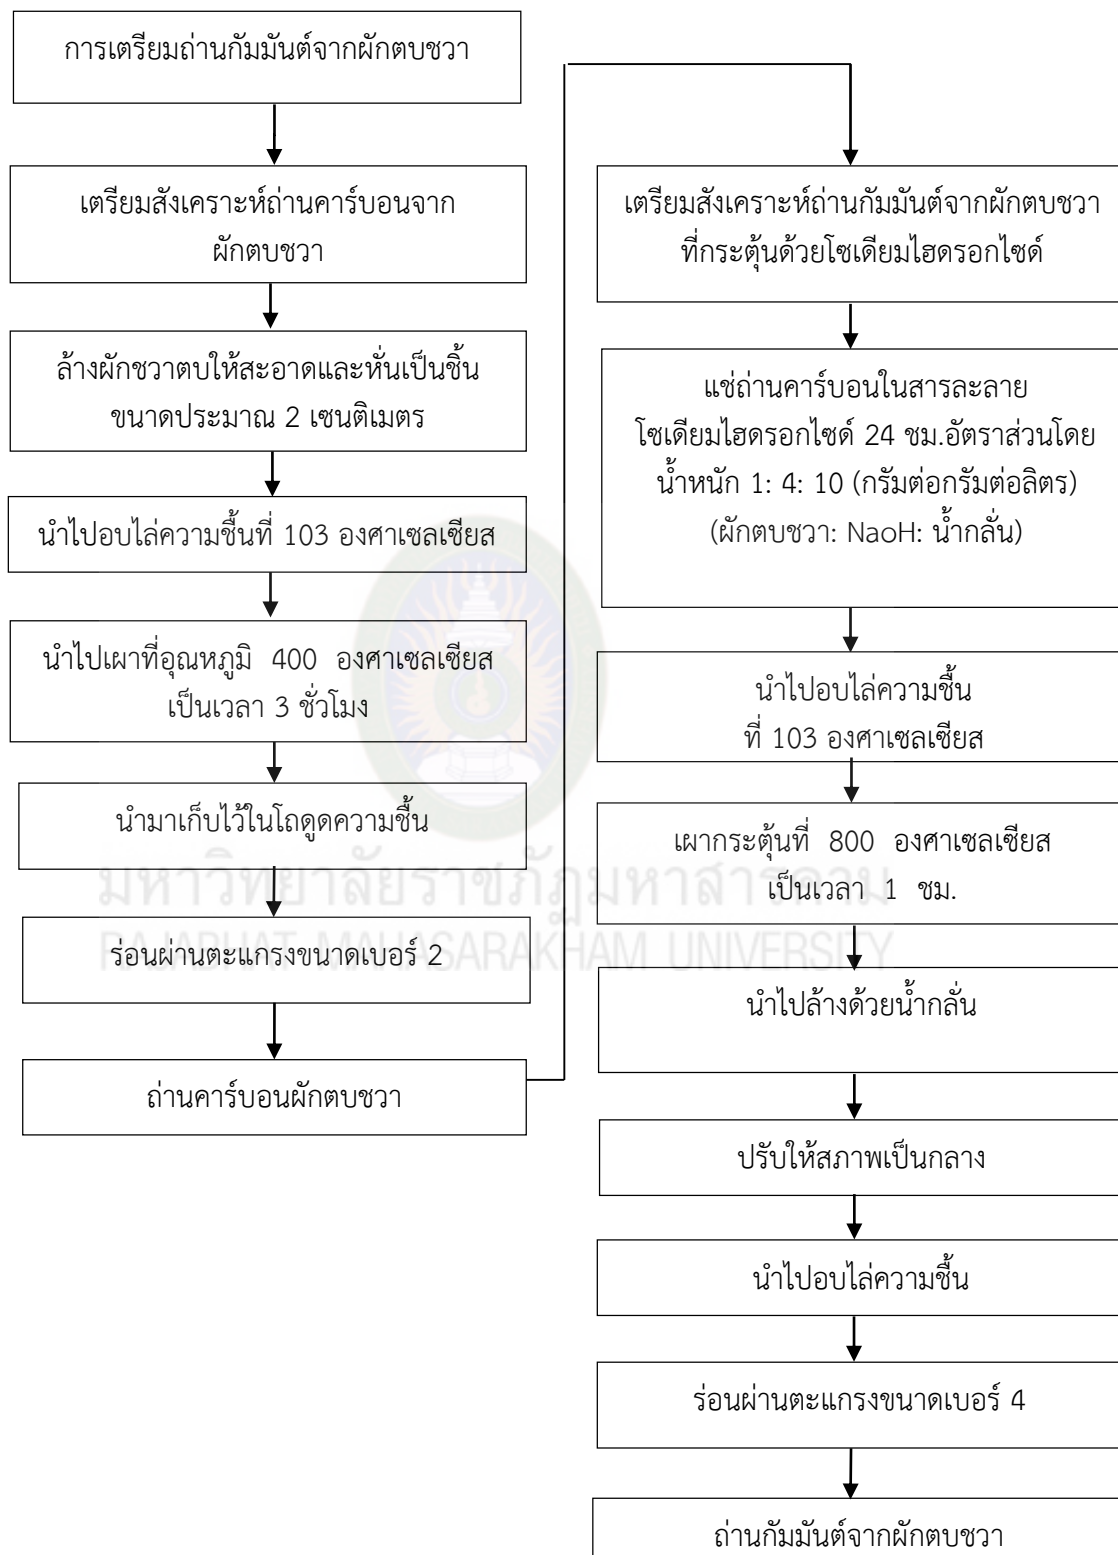 การเตรียมถ่านกัมมันต์จากผักตบชวา
เตรียมสังเคราะห์ถ่านคาร์บอนจาก
ผักตบชวา
ล้างผักชวาตบให้สะอาดและหั่นเป็นชิ้น
ขนาดประมาณ 2 เซนติเมตร
นำไปอบไล่ความชื้นที่ 103 องศาเซลเซียส
นำไปเผาที่อุณหภูมิ 400 องศาเซลเซียส
เป็นเวลา 3 ชั่วโมง
นำมาเก็บไว้ในโถดูดความชื้น
ร่อนผ่านตะแกรงขนาดเบอร์ 2
ถ่านคาร์บอนผักตบชวา
เตรียมสังเคราะห์ถ่านกัมมันต์จากผักตบชวา
ที่กระตุ้นด้วยโซเดียมไฮดรอกไซด์
แช่ถ่านคาร์บอนในสารละลาย
โซเดียมไฮดรอกไซด์ 24 ชม.อัตราส่วนโดย
น้ำหนัก 1: 4: 10 (กรัมต่อกรัมต่อลิตร)
(ผักตบชวา: NaoH: น้ำกลั่น)
นำไปอบไล่ความชื้น
ที่ 103 องศาเซลเซียส
เผากระตุ้นที่ 800 องศาเซลเซียส
เป็นเวลา 1 ชม.
นำไปล้างด้วยน้ำกลั่น
ปรับให้สภาพเป็นกลาง
นำไปอบไล่ความชื้น
ร่อนผ่านตะแกรงขนาดเบอร์ 4
ถ่านกัมมันต์จากผักตบชวา
มหาวิทยาลัยราชภัฏมหาสารคาม
RAJABHAT MAHASARAKHAM UNIVERSITY